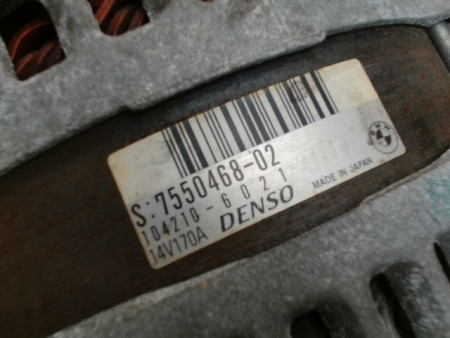 S:7550468-02
104210-6021
14V170A DENSO MADE IN JAPAN